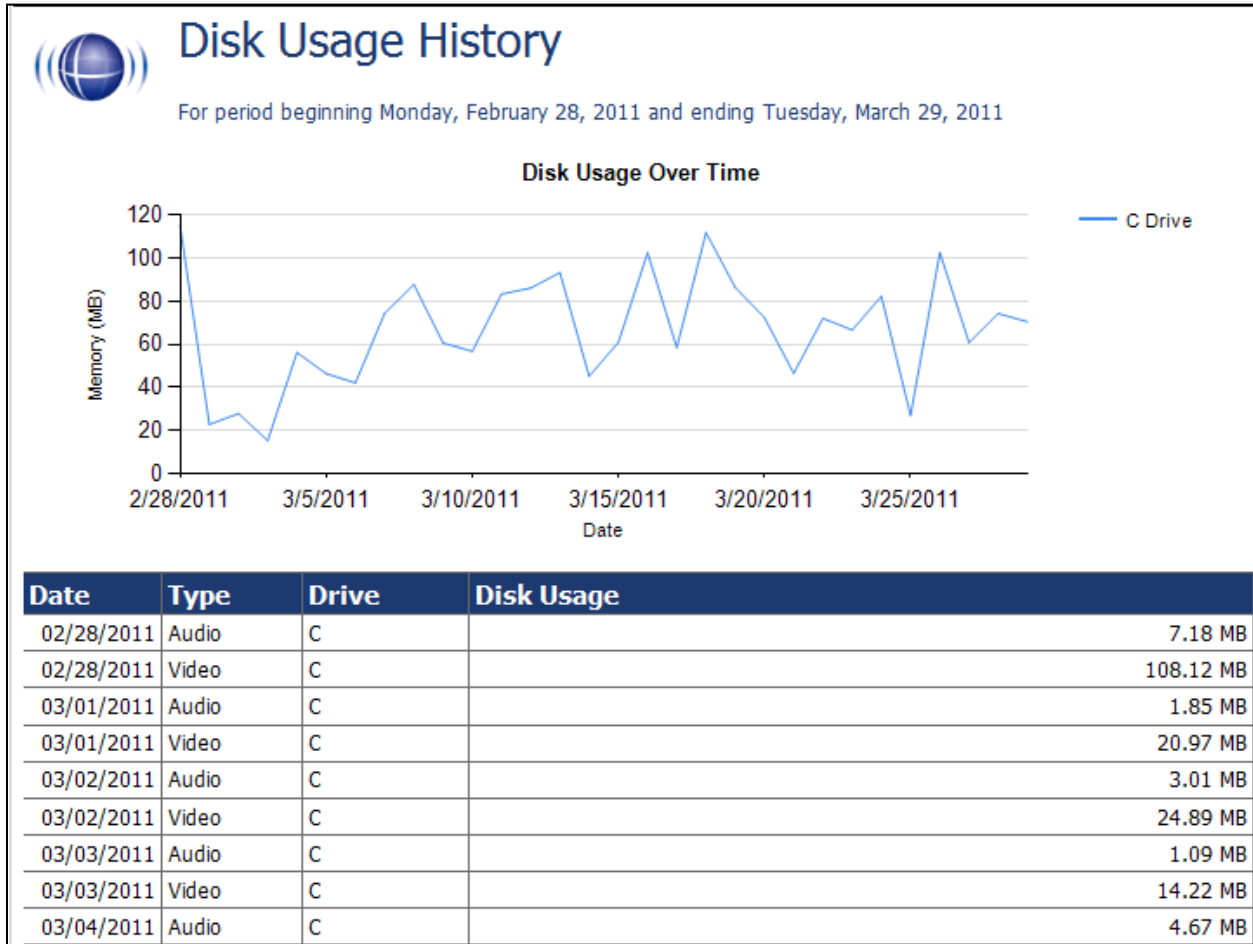 Disk Usage History
For period beginning Monday, February 28, 2011 and ending Tuesday, March 29, 2011
Disk Usage Over Time
120
100
80
60
40
20
0
Memory (MB)
2/28/2011 3/5/2011 3/10/2011 3/15/2011 3/20/2011 3/25/2011
Date
C Drive
Date Type Drive Disk Usage
02/28/2011 Audio C 7.18 MB
02/28/2011 Video C 108.12 MB
03/01/2011 Audio C 1.85 MB
03/01/2011 Video C 20.97 MB
03/02/2011 Audio C 3.01 MB
03/02/2011 Video C 24.89 MB
03/03/2011 Audio C 1.09 MB
03/03/2011 Video C 14.22 MB
03/04/2011 Audio C 4.67 MB